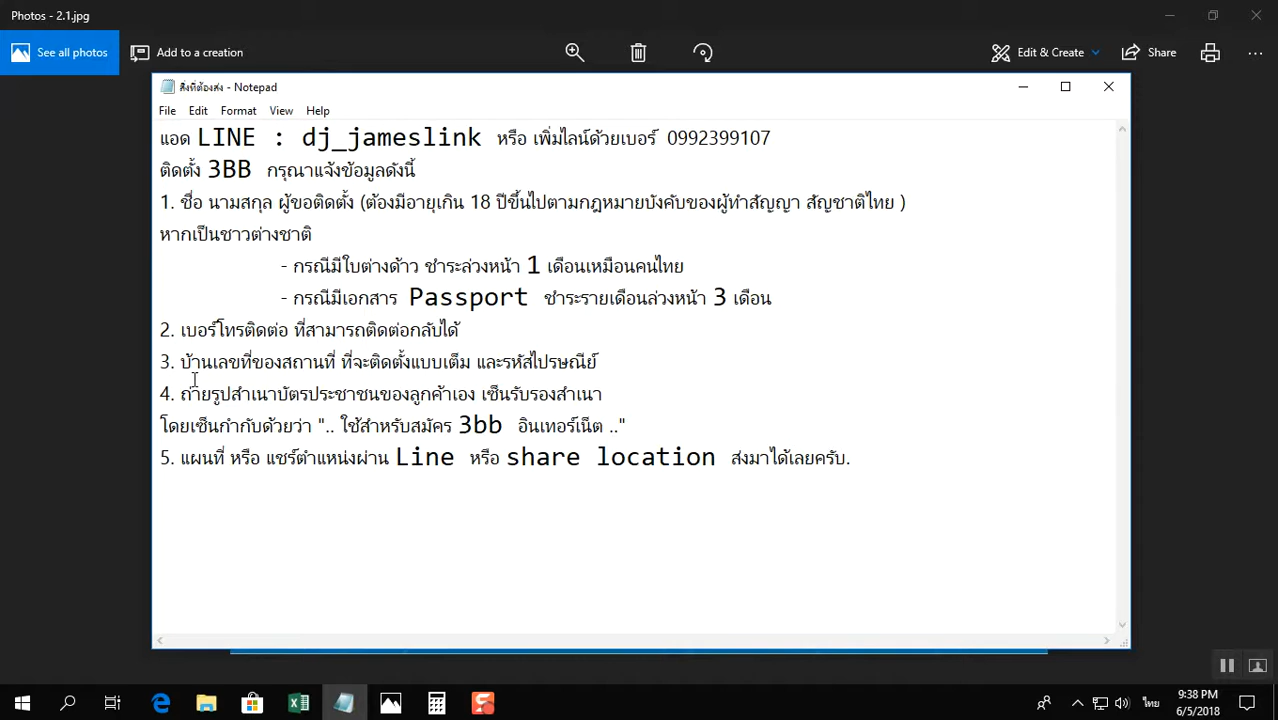 Photos - 2.1.jpg
See all photos
Add to a creation
Edit & Create
Share
สิ่งที่ต้องส่ง - Notepad
File Edit Format View Help
แอด LINE : dj_jameslink หรือ เพิ่มไลน์ด้วยเบอร์ 0992399107
ติดตั้ง 3BB กรุณาแจ้งข้อมูลดังนี้
1. ชื่อ นามสกุล ผู้ขอติดตั้ง (ต้องมีอายุเกิน 18 ปีขึ้นไปตามกฎหมายบังคับของผู้ทำสัญญา สัญชาติไทย )
หากเป็นชาวต่างชาติ
- กรณีมีใบต่างด้าว ชำระล่วงหน้า 1 เดือนเหมือนคนไทย
- กรณีมีเอกสาร Passport ชำระรายเดือนล่วงหน้า 3 เดือน
2. เบอร์โทรติดต่อ ที่สามารถติดต่อกลับได้
3. บ้านเลขที่ของสถานที่ ที่จะติดตั้งแบบเต็ม และรหัสไปรษณีย์
4. ถ่ายรูปสำเนาบัตรประชาชนของลูกค้าเอง เซ็นรับรองสำเนา
โดยเซ็นกำกับด้วยว่า ".. ใช้สำหรับสมัคร 3bb อินเทอร์เน็ต .."
5. แผนที่ หรือ แชร์ตำแหน่งผ่าน Line หรือ share location ส่งมาได้เลยครับ.
ไทย
9:38 PM
6/5/2018